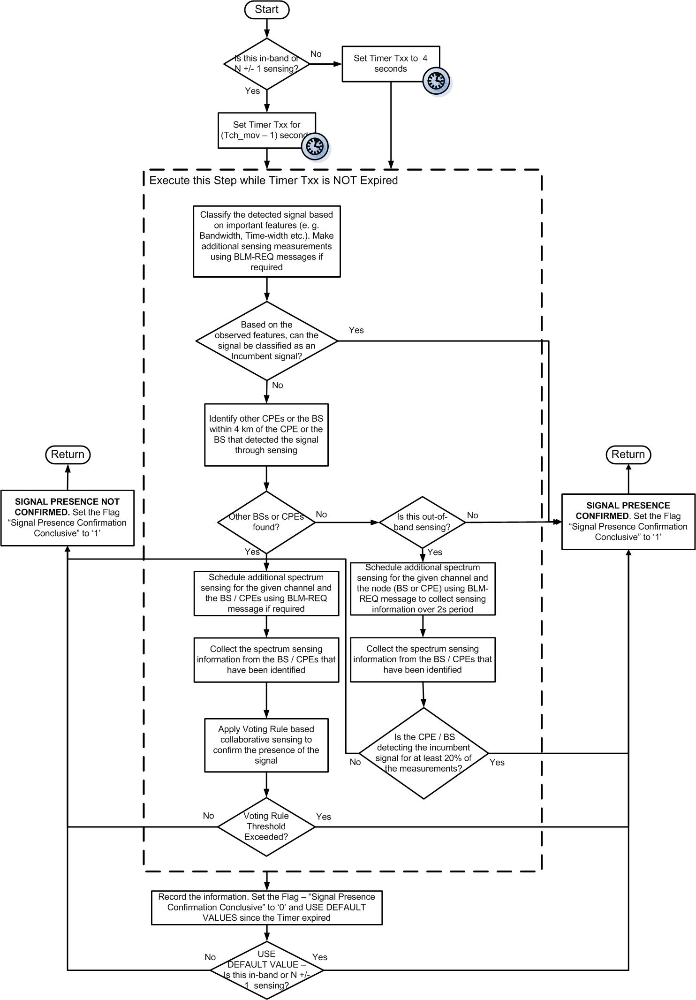 Start
Is this in-band or
N +/- 1 sensing?
No
Set Timer Txx to  4
seconds
Yes
Set Timer Txx for
(Tch_mov – 1) second
Execute this Step while Timer Txx is NOT Expired
Classify the detected signal based
on important features (e. g.
Bandwidth, Time-width etc.). Make
additional sensing measurements
using BLM-REQ messages if
required
Based on the
observed features, can the
signal be classified as an
Incumbent signal?
Yes
No
Identify other CPEs or the BS
within 4 km of the CPE or the
BS that detected the signal
through sensing
Return
Return
SIGNAL PRESENCE NOT
CONFIRMED. Set the Flag
“Signal Presence Confirmation
Conclusive” to ‘1’
Other BSs or CPEs
found?
No
Is this out-of-
band sensing?
No
SIGNAL PRESENCE
CONFIRMED. Set the Flag
“Signal Presence Confirmation
Conclusive” to ‘1’
Yes
Yes
Schedule additional spectrum
sensing for the given channel and
the BS / CPEs using BLM-REQ
message if required
Schedule additional spectrum
sensing for the given channel and
the node (BS or CPE) using BLM-
REQ message to collect sensing
information over 2s period
Collect the spectrum sensing
information from the BS / CPEs that
have been identified
Collect the spectrum sensing
information from the BS / CPEs that
have been identified
Apply Voting Rule based
collaborative sensing to
confirm the presence of the
signal
Is the CPE / BS
detecting the incumbent
signal for at least 20% of
the measurements?
No
Yes
Voting Rule
Threshold
Exceeded?
No
Yes
Record the information. Set the Flag – “Signal Presence
Confirmation Conclusive” to ‘0’ and USE DEFAULT
VALUES since the Timer expired
USE
DEFAULT VALUE –
Is this in-band or N +/-
1  sensing?
No
Yes